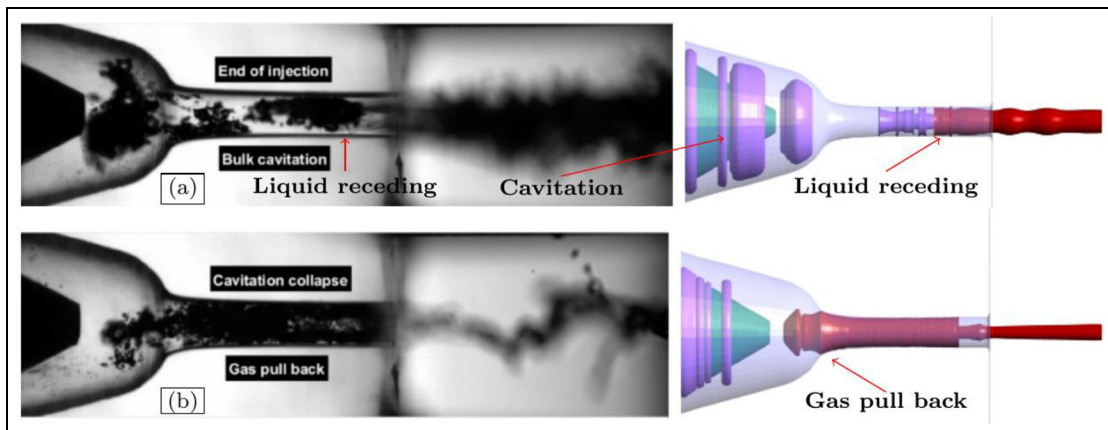 End of injection
Bulk cavitation
(a)
Liquid receding
Cavitation
Liquid receding
Cavitation collapse
Gas pull back
(b)
Gas pull back